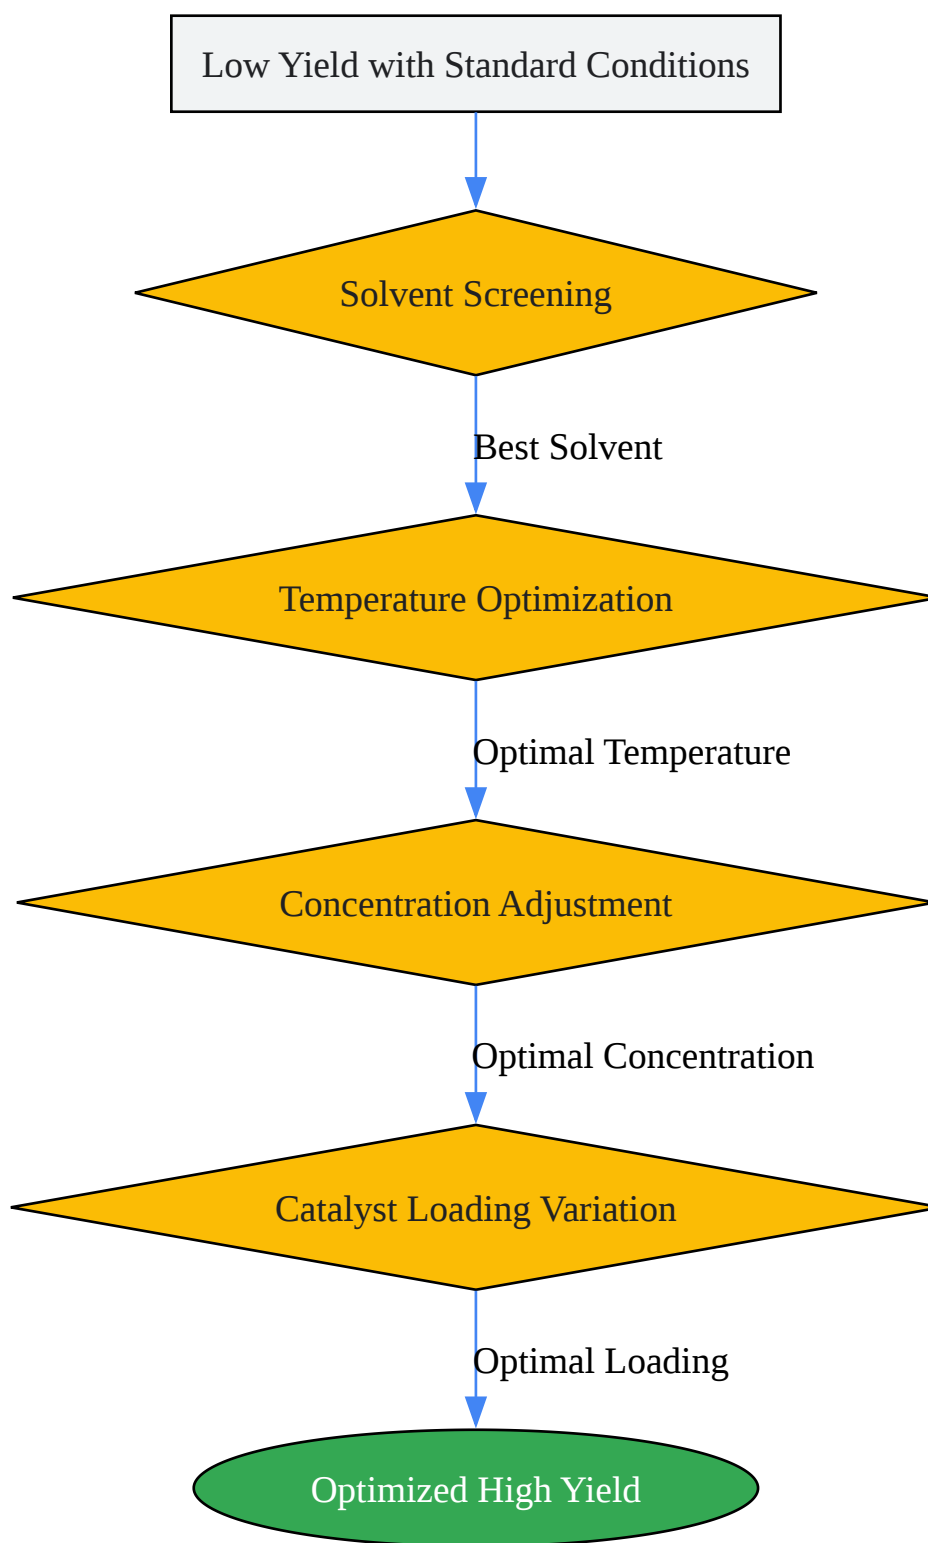 Low Yield with Standard Conditions
Solvent Screening
Best Solvent
Temperature Optimization
Optimal Temperature
Concentration Adjustment
Optimal Concentration
Catalyst Loading Variation
Optimal Loading
Optimized High Yield